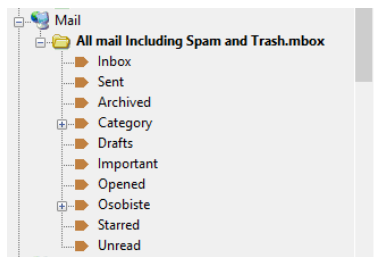 Mail
All mail Including Spam and Trash.mbox
Inbox
Sent
Archived
Category
Drafts
Important
Opened
Osobiste
Starred
Unread